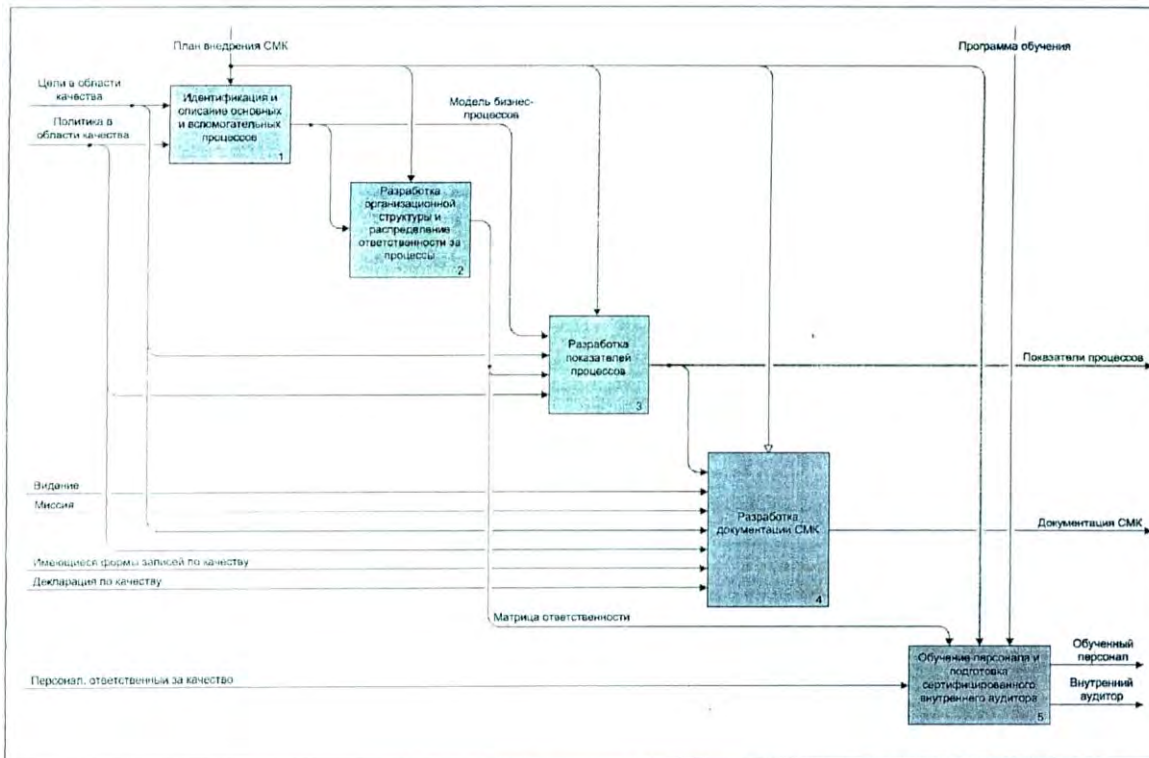 План внедрения СМК
Программа обучения
Цели в области
качества
Политика в
области качества
Идентификация и
описание основных
и вспомогательных
процессов
1
Модель бизнес-
процессов
Разработка
организационной
структуры и
распределение
ответственности за
процессы
2
Разработка
показателей
процессов
3
Показатели процессов
Видение
Миссия
Имеющиеся формы записей по качеству
Декларация по качеству
Разработка
документации СМК
4
Документация СМК
Матрица ответственности
Персонал, ответственный за качество
Обучение персонала и
подготовка
сертифицированного
внутреннего аудитора
5
Обученный
персонал
Внутренний
аудитор